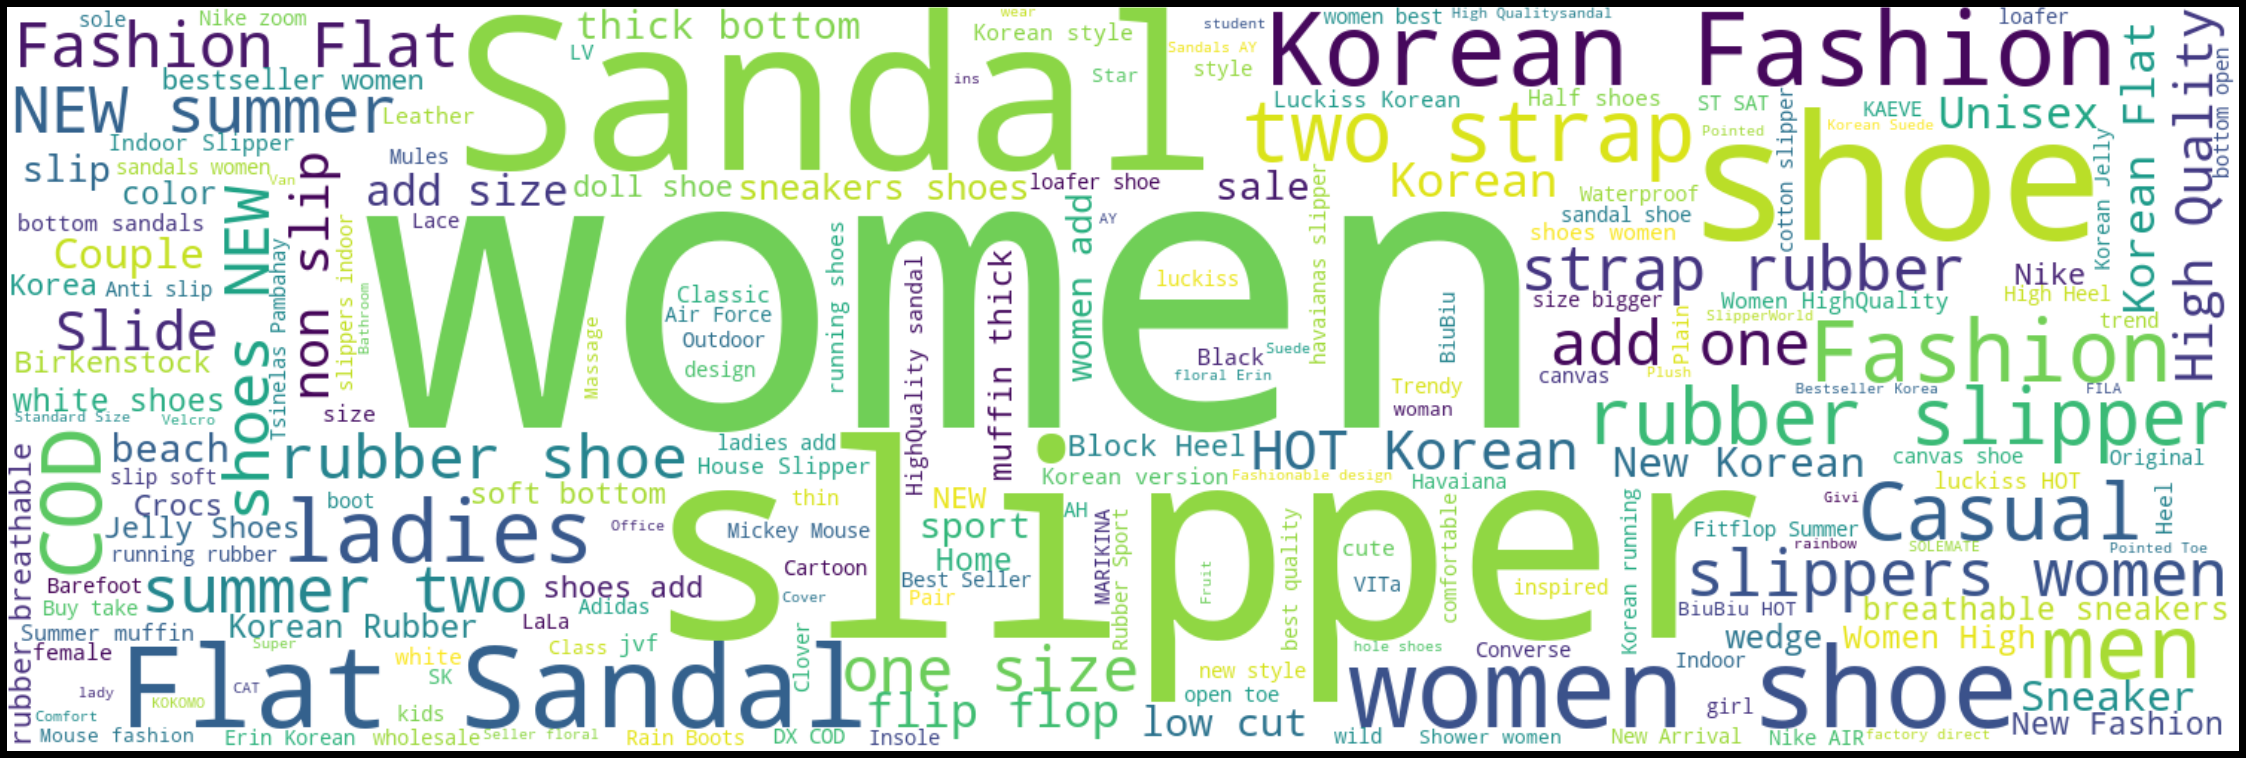 sole
Nike zoom
Fashion Flat
bestseller women
NEW summer
Leather
Indoor Slipper
slip
sandals women
Van
color
bottom sandals
Couple
Korea
Anti slip
Slide
Birkenstock
white shoes
Standard Size
Velcro
shoes NEW
Tsinelas Pambahay
non slip
slippers indoor
Bathroom
size
Sandal
thick bottom
LV
Korean style
wear
student
Sandals AY
style
Star
ins
Mules
add size
Lace
doll shoe
sneakers shoes
loafer shoe
sale
AY
women
Classic
Air Force
Outdoor
design
Massage
running shoes
HighQuality sandal
muffin thick
women add
luckiss
Black
Suede
floral Erin
havaianas slipper
BiuBiu
Trendy
woman
women best
High Qualitysandal
Korean Fashion
loafer
Luckiss Korean
Half shoes
ST SAT
KAEVE
Unisex
two strap
Pointed
Korean Suede
cotton slipper
shoe
Korean
Waterproof
sandal shoe
shoes women
Korean Jelly
Korean Flat
High Quality
bottom open
strap rubber
Nike
size bigger
Women HighQuality
High Heel
SlipperWorld
trend
add one
Plain
Plush
Fashion
canvas
Bestseller Korea
FILA
rubber slipper
COD
rubber breathable
beach
slip soft
Crocs
Jelly Shoes
running rubber
Barefoot
Buy take
Summer muffin
female
rubber shoe
boot
ladies
summer two
soft bottom
Office
shoes add
Adidas
LaLa
Korean Rubber
Super
ladies add
House Slipper
thin
Mickey Mouse
Cartoon
Cover
slipper
NEW
sport
Home
Best Seller
Pair
Block Heel
Korean version
Fashionable design
AH
MARIKINA
Rubber Sport
HOT Korean
Havaiana
Fruit
best quality
cute
VITa
comfortable
inspired
New Korean
canvas shoe
Original
luckiss HOT
Givi
Casual
Heel
Korean running
Fitflop Summer
rainbow
SOLEMATE
Pointed Toe
slippers women
BiuBiu HOT
breathable sneakers
wedge
Women High
men
Indoor
Sneaker
girl
New Fashion
lady
KOKOMO
CAT
Comfort
Mouse fashion
Flat Sandal
white
SK
Class
jvf
kids
Clover
Erin Korean
wholesale
Seller floral
Rain Boots
DX COD
Insole
one size
flip flop
new style
open toe
low cut
hole shoes
Converse
women shoe
wild
Shower women
New Arrival
Nike AIR
factory direct